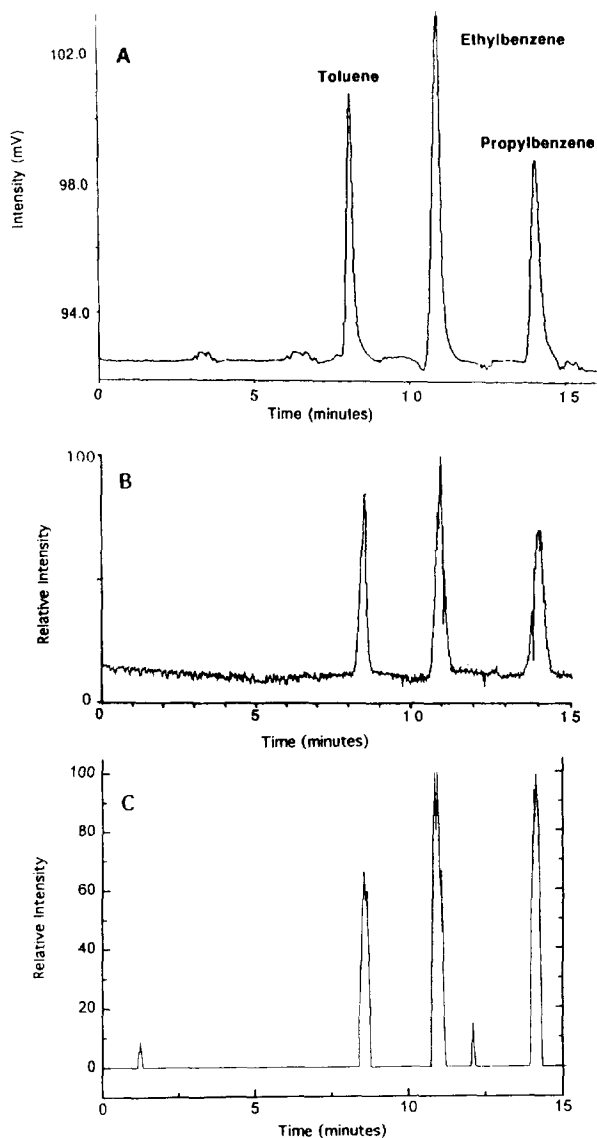 A
102.0
98.0
94.0
Intensity (mV)
Toluene
Ethylbenzene
Propylbenzene
0 5 10 15
Time (minutes)
B
100
0
Relative Intensity
0 5 10 15
Time (minutes)
C
100
80
60
40
20
0
Relative Intensity
0 5 10 15
Time (minutes)